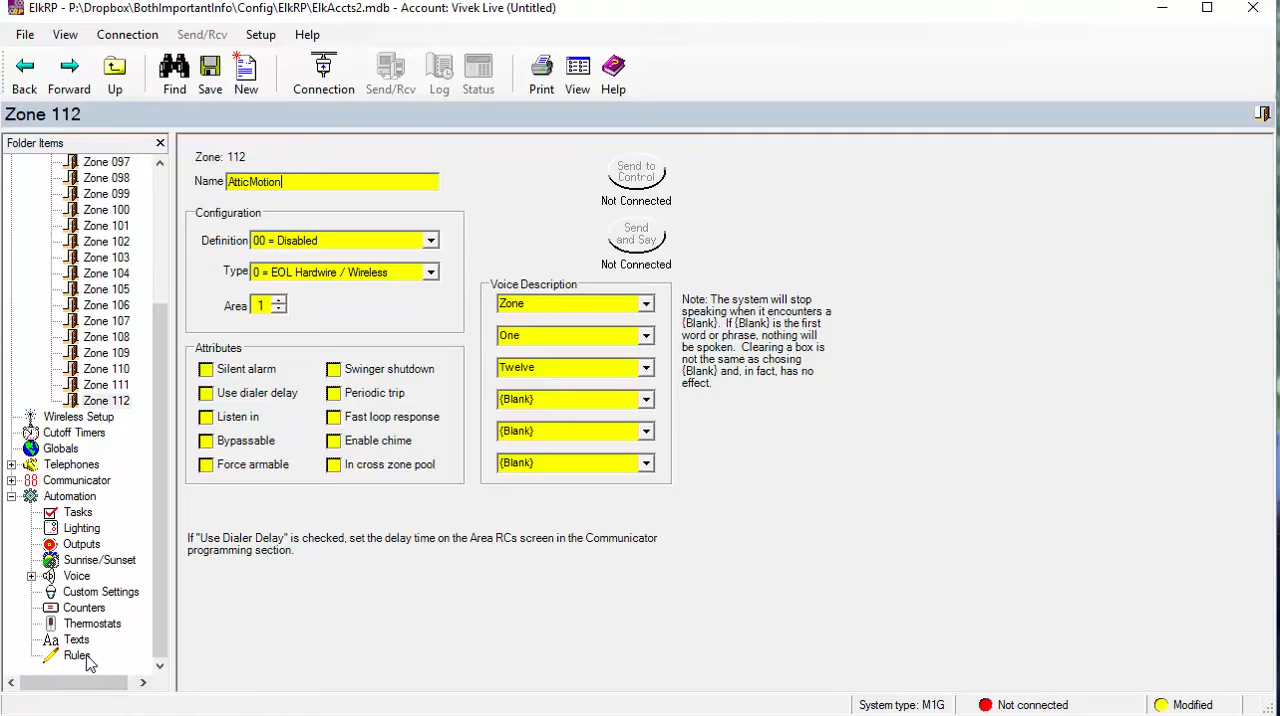 ElkRP - P:\Dropbox\BothImportantInfo\Config\ElkRP\ElkAccts2.mdb - Account: Vivek Live (Untitled)
File View Connection Send/Rcv Setup Help
Back Forward Up Find Save New Connection Send/Rcv Log Status Print View Help
Zone 112
Folder Items
Zone 097
Zone 098
Zone 099
Zone 100
Zone 101
Zone 102
Zone 103
Zone 104
Zone 105
Zone 106
Zone 107
Zone 108
Zone 109
Zone 110
Zone 111
Zone 112
Wireless Setup
Cutoff Timers
Globals
Telephones
Communicator
Automation
Tasks
Lighting
Outputs
Sunrise/Sunset
Voice
Custom Settings
Counters
Thermostats
Aa Texts
Rules
Zone: 112
Name AtticMotion
Configuration
Definition 00 = Disabled
Type 0 = EOL Hardwire / Wireless
Area 1
Attributes
Silent alarm Swinger shutdown
Use dialer delay Periodic trip
Listen in Fast loop response
Bypassable Enable chime
Force armable In cross zone pool
Send to
Control
Not Connected
Send
and Say
Not Connected
Voice Description
Zone
One
Twelve
{Blank}
{Blank}
{Blank}
Note: The system will stop
speaking when it encounters a
{Blank}. If {Blank} is the first
word or phrase, nothing will
be spoken. Clearing a box is
not the same as chosing
{Blank} and, in fact, has no
effect.
If "Use Dialer Delay" is checked, set the delay time on the Area RCs screen in the Communicator
programming section.
System type: M1G Not connected Modified